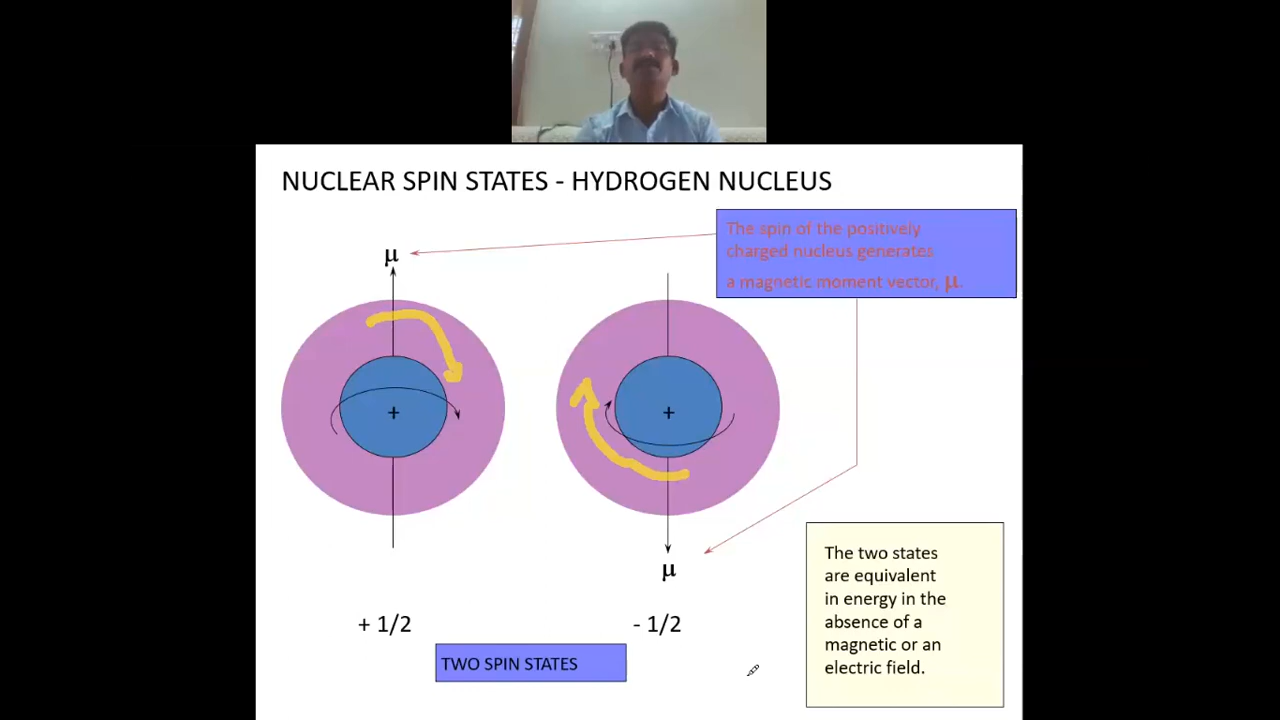 NUCLEAR SPIN STATES - HYDROGEN NUCLEUS
The spin of the positively
charged nucleus generates
a magnetic moment vector, μ.
μ
+
+
μ
+ 1/2
- 1/2
TWO SPIN STATES
The two states
are equivalent
in energy in the
absence of a
magnetic or an
electric field.